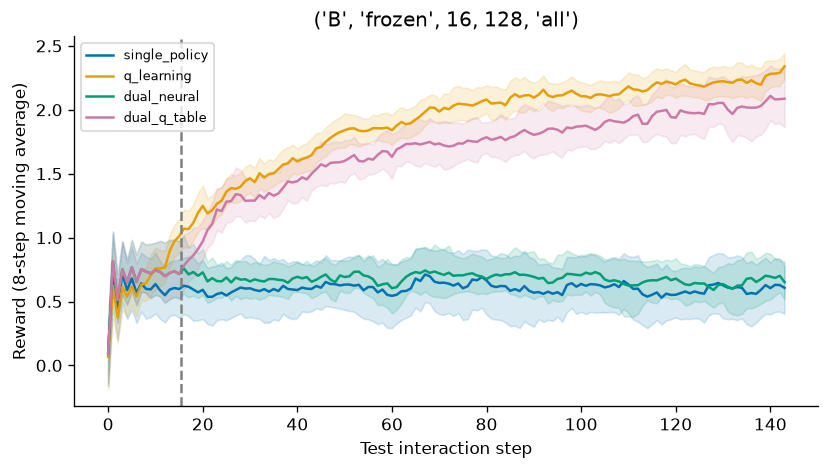 ('B', 'frozen', 16, 128, 'all')
single_policy
q_learning
dual_neural
dual_q_table
Reward (8-step moving average)
2.5
2.0
1.5
1.0
0.5
0.0
0 20 40 60 80 100 120 140
Test interaction step